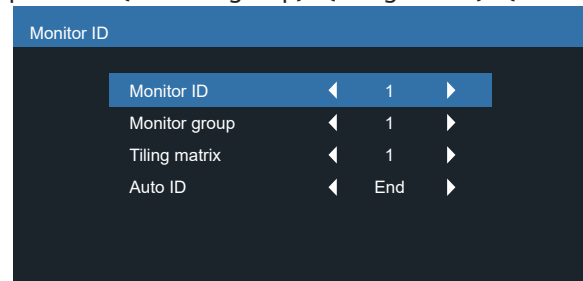 Monitor ID
Monitor ID 1
Monitor group 1
Tiling matrix 1
Auto ID End